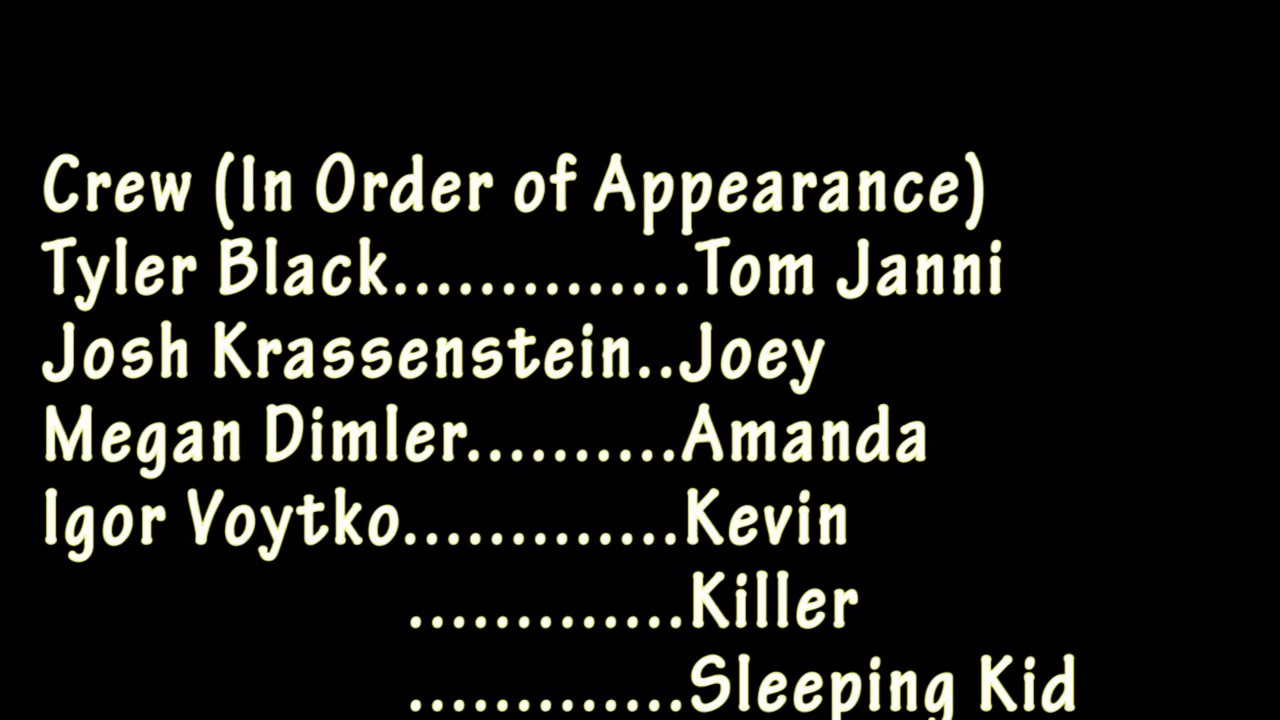 Crew (In Order of Appearance)
Tyler Black..............Tom Janni
Josh Krassenstein..Joey
Megan Dimler..........Amanda
Igor Voytko.............Kevin
.............Killer
.............Sleeping Kid